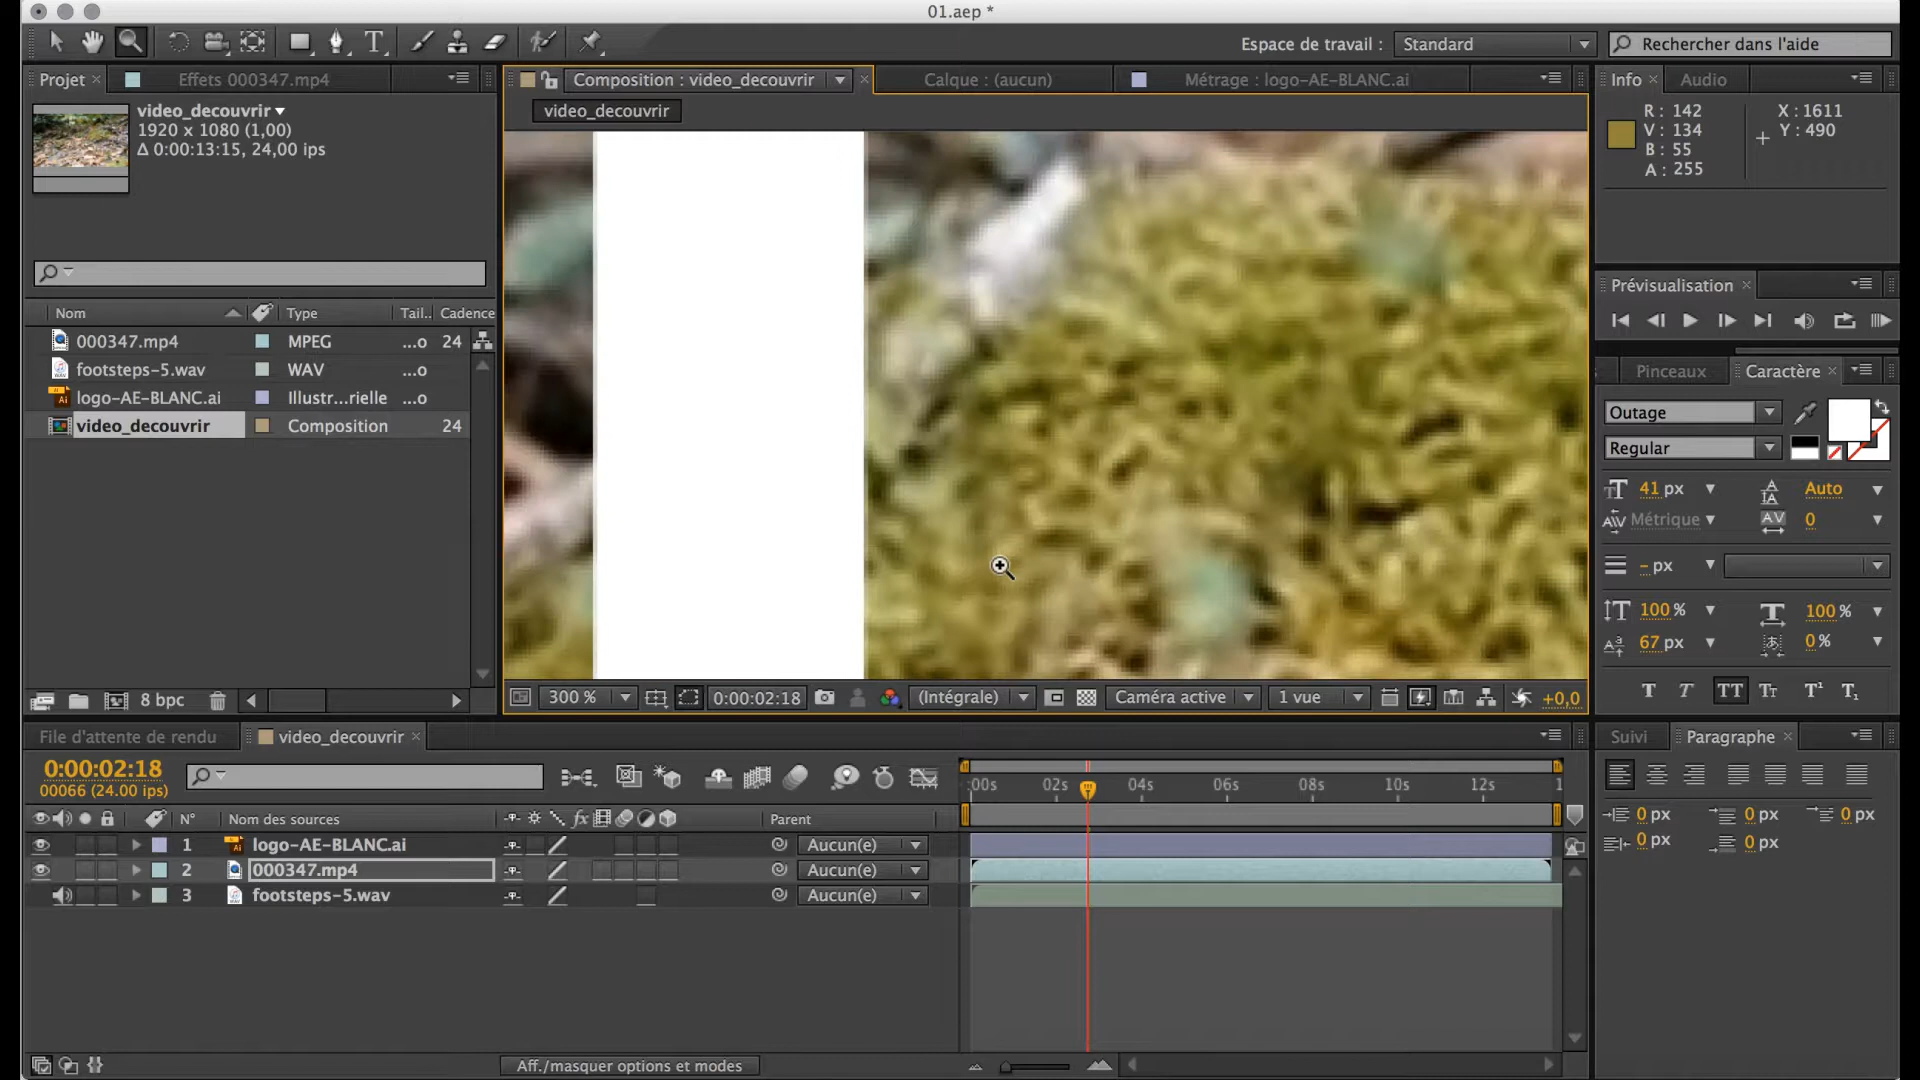 01.aep *
Espace de travail :
Standard
Rechercher dans l'aide
Projet
Effets 000347.mp4
video_decouvrir
1920 x 1080 (1,00)
Δ 0:00:13:15, 24,00 ips
Composition : video_decouvrir
Calque : (aucun)
Métrage : logo-AE-BLANC.ai
video_decouvrir
Info
Audio
R : 142
V : 134
B : 55
A : 255
X : 1611
Y : 490
Prévisualisation
Nom
Type
Tail..
Cadence
000347.mp4
MPEG
...o
24
footsteps-5.wav
WAV
...o
logo-AE-BLANC.ai
Illustr...rielle
...o
video_decouvrir
Composition
24
Pinceaux
Caractère
Outage
Regular
41 px
Auto
Métrique
0
- px
100 %
100 %
67 px
0 %
T T TT Tt T¹ T₁
8 bpc
300 %
0:00:02:18
(Intégrale)
Caméra active
1 vue
+0,0
File d'attente de rendu
video_decouvrir
Suivi
Paragraphe
0:00:02:18
00066 (24.00 ips)
:00s 02s 04s 06s 08s 10s 12s 1
N°
Nom des sources
fx
Parent
1
logo-AE-BLANC.ai
Aucun(e)
2
000347.mp4
Aucun(e)
3
footsteps-5.wav
Aucun(e)
0 px
0 px
0 px
0 px
0 px
Aff./masquer options et modes